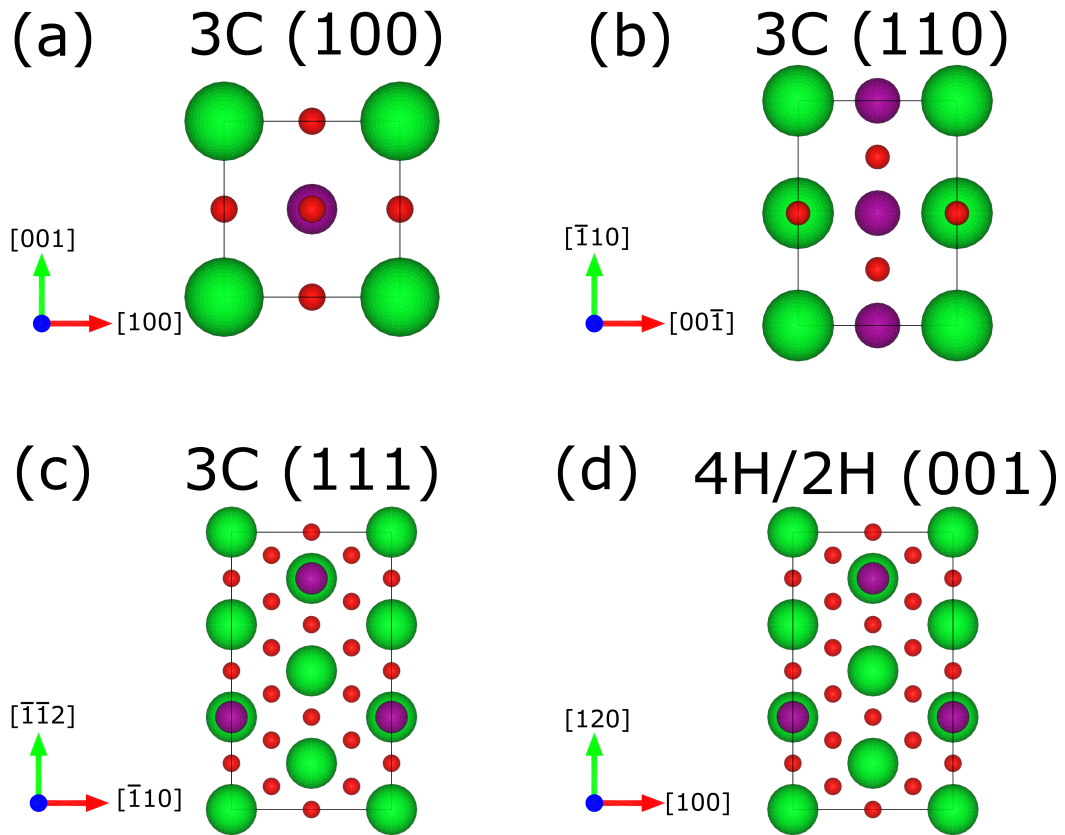 (a) 3C (100)
[001]
[100]
(b) 3C (110)
[1̅10]
[001̅]
(c) 3C (111)
[1̅1̅2]
[1̅10]
(d) 4H/2H (001)
[120]
[100]